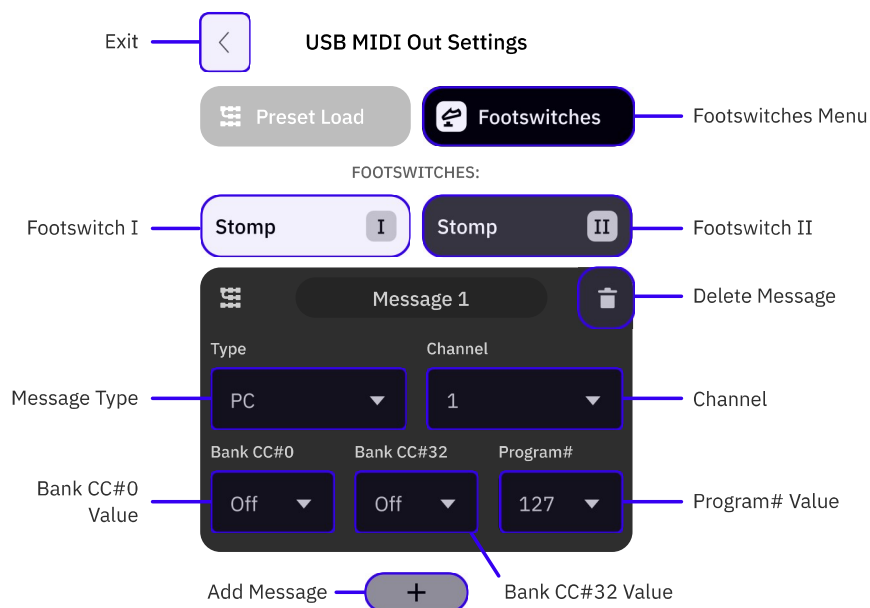 Exit
USB MIDI Out Settings
Preset Load
Footswitches
Footswitches Menu
FOOTSWITCHES:
Footswitch I
Stomp I
Stomp II
Footswitch II
Message 1
Delete Message
Type
Channel
Message Type
PC
1
Channel
Bank CC#0
Bank CC#32
Program#
Bank CC#0
Value
Off
Off
127
Program# Value
Add Message
+
Bank CC#32 Value